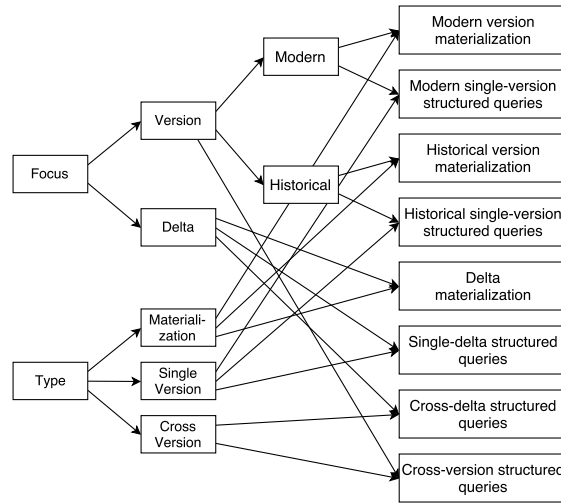 Focus
Type
Version
Delta
Materiali-
zation
Single
Version
Cross
Version
Modern
Historical
Modern version
materialization
Modern single-version
structured queries
Historical version
materialization
Historical single-version
structured queries
Delta
materialization
Single-delta structured
queries
Cross-delta structured
queries
Cross-version structured
queries